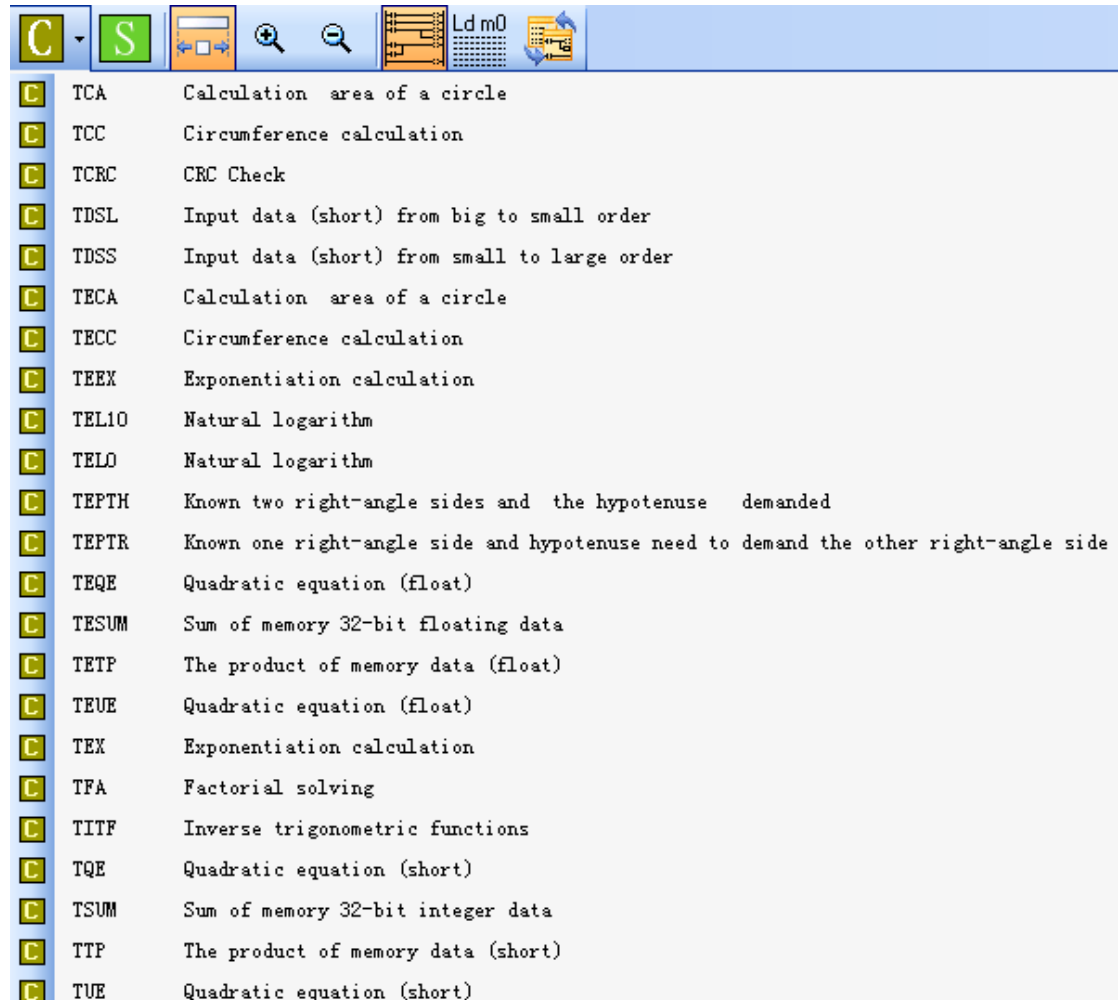 C S Ld m0
C TCA Calculation area of a circle
C TCC Circumference calculation
C TCRC CRC Check
C TDSL Input data (short) from big to small order
C TDSS Input data (short) from small to large order
C TECA Calculation area of a circle
C TECC Circumference calculation
C TEEX Exponentiation calculation
C TEL10 Natural logarithm
C TELO Natural logarithm
C TEPTH Known two right-angle sides and the hypotenuse demanded
C TEPTR Known one right-angle side and hypotenuse need to demand the other right-angle side
C TEQE Quadratic equation (float)
C TESUM Sum of memory 32-bit floating data
C TETP The product of memory data (float)
C TEUE Quadratic equation (float)
C TEX Exponentiation calculation
C TFA Factorial solving
C TITF Inverse trigonometric functions
C TQE Quadratic equation (short)
C TSUM Sum of memory 32-bit integer data
C TTP The product of memory data (short)
C TUE Quadratic equation (short)